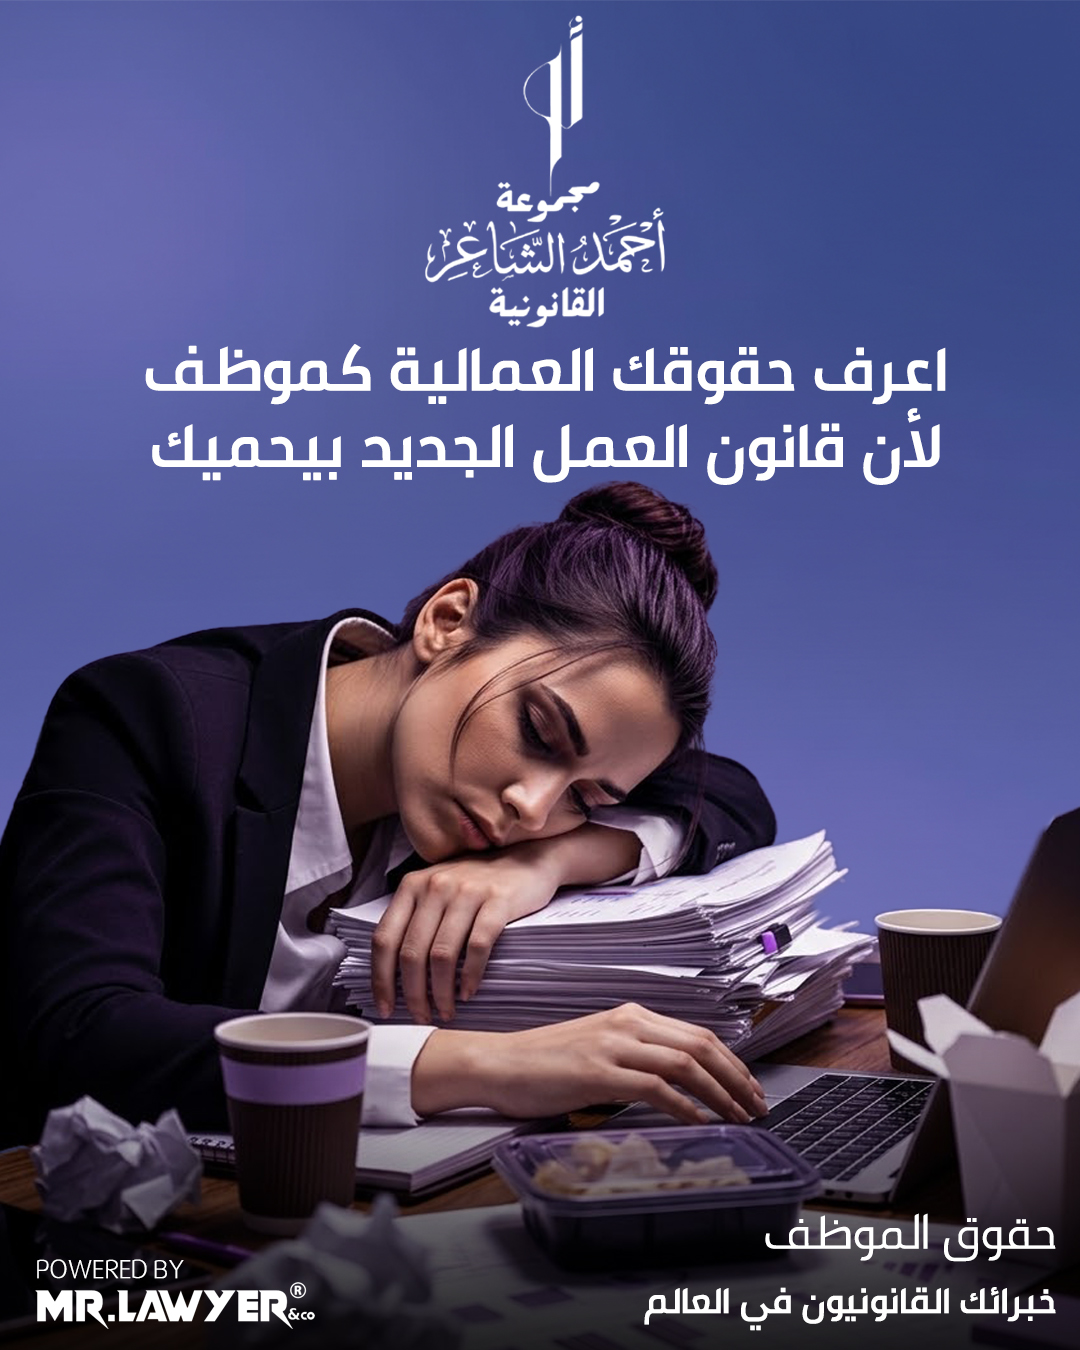 مجموعة
أحمد الشاعر
القانونية
اعرف حقوقك العمالية كموظف
لأن قانون العمل الجديد بيحميك
حقوق الموظف
خبرائك القانونيون في العالم
POWERED BY
MR.LAWYER® &co